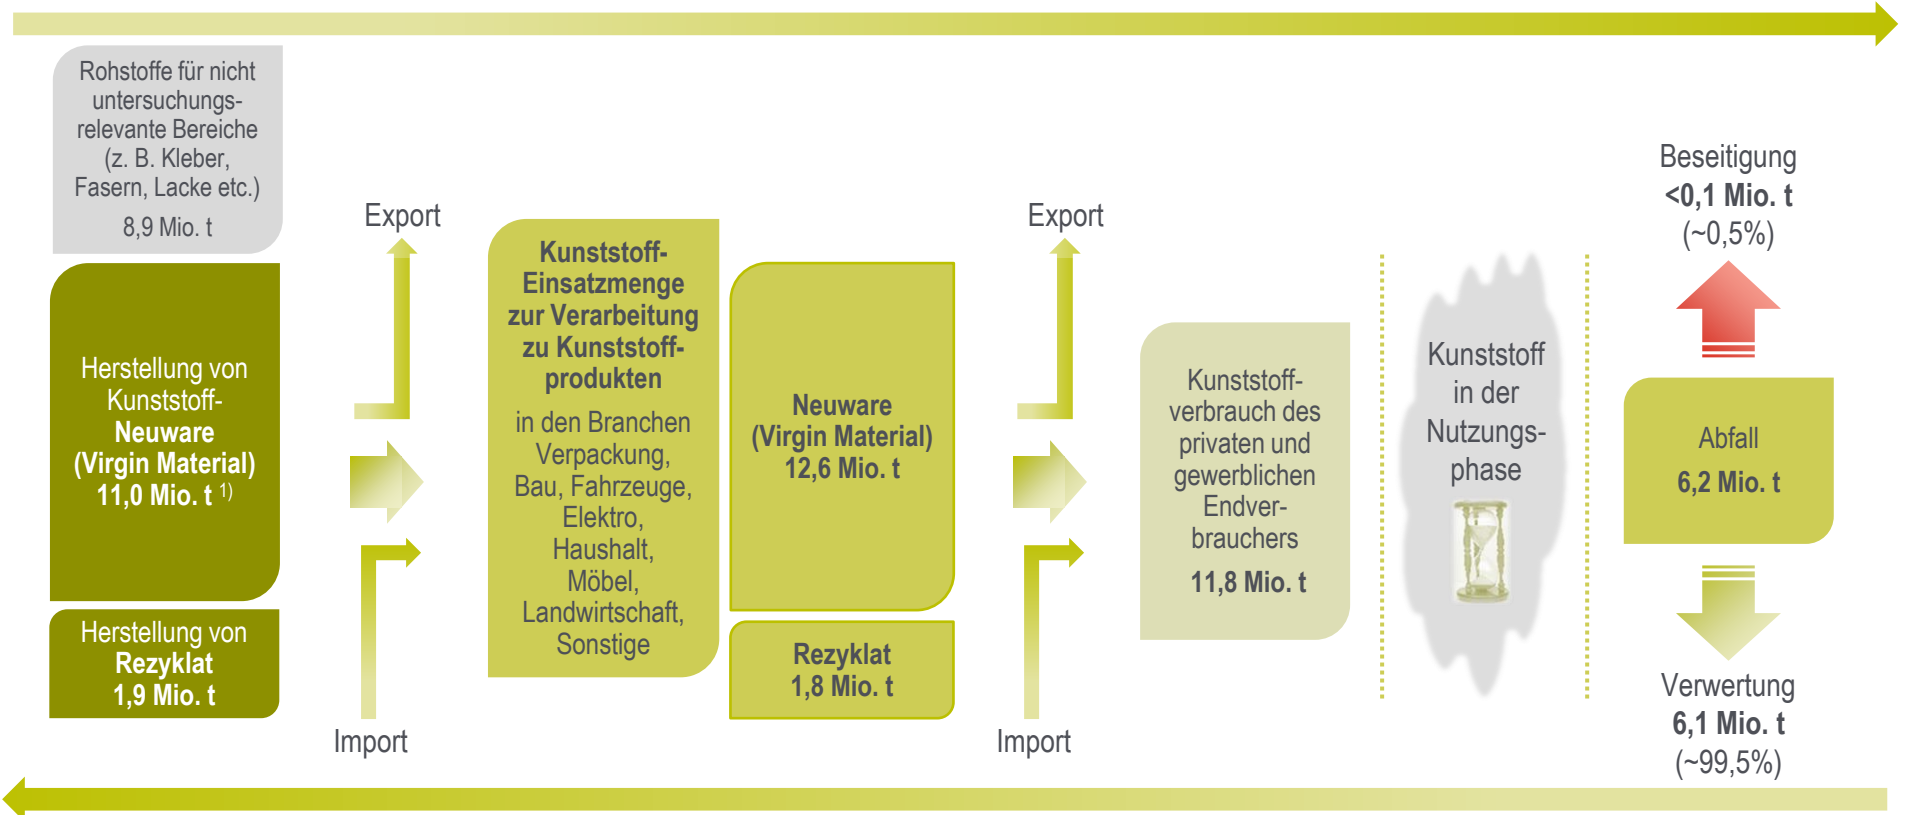 Rohstoffe für nicht
untersuchungs-
relevante Bereiche
(z. B. Kleber,
Fasern, Lacke etc.)
8,9 Mio. t
Herstellung von
Kunststoff-
Neuware
(Virgin Material)
11,0 Mio. t 1)
Herstellung von
Rezyklat
1,9 Mio. t
Export
Import
Kunststoff-
Einsatzmenge
zur Verarbeitung
zu Kunststoff-
produkten
in den Branchen
Verpackung,
Bau, Fahrzeuge,
Elektro,
Haushalt,
Möbel,
Landwirtschaft,
Sonstige
Neuware
(Virgin Material)
12,6 Mio. t
Rezyklat
1,8 Mio. t
Export
Import
Kunststoff-
verbrauch des
privaten und
gewerblichen
Endver-
brauchers
11,8 Mio. t
Kunststoff
in der
Nutzungs-
phase
Beseitigung
<0,1 Mio. t
(~0,5%)
Abfall
6,2 Mio. t
Verwertung
6,1 Mio. t
(~99,5%)